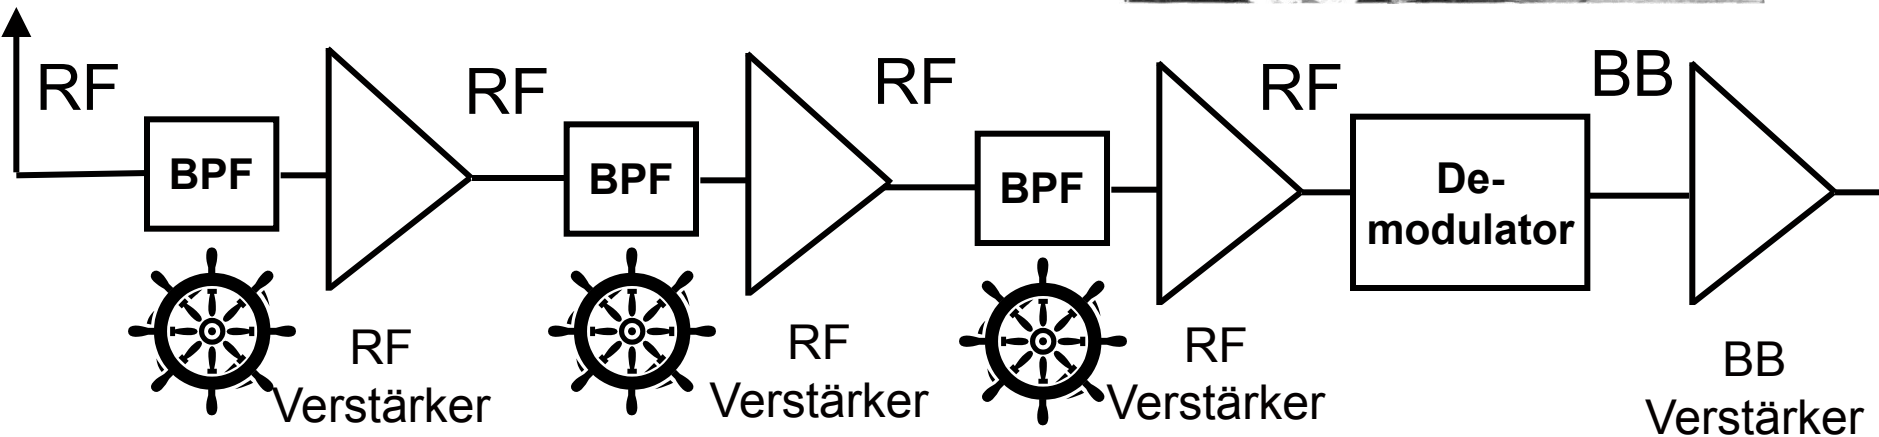 RF
RF
RF
RF
BB
BPF
BPF
BPF
De-
modulator
RF
Verstärker
RF
Verstärker
RF
Verstärker
BB
Verstärker